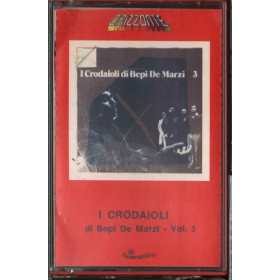 orizzonte
I Crodaioli di Bepi De Marzi 3
I CRODAIOLI
di Bepi De Marzi - Vol. 3